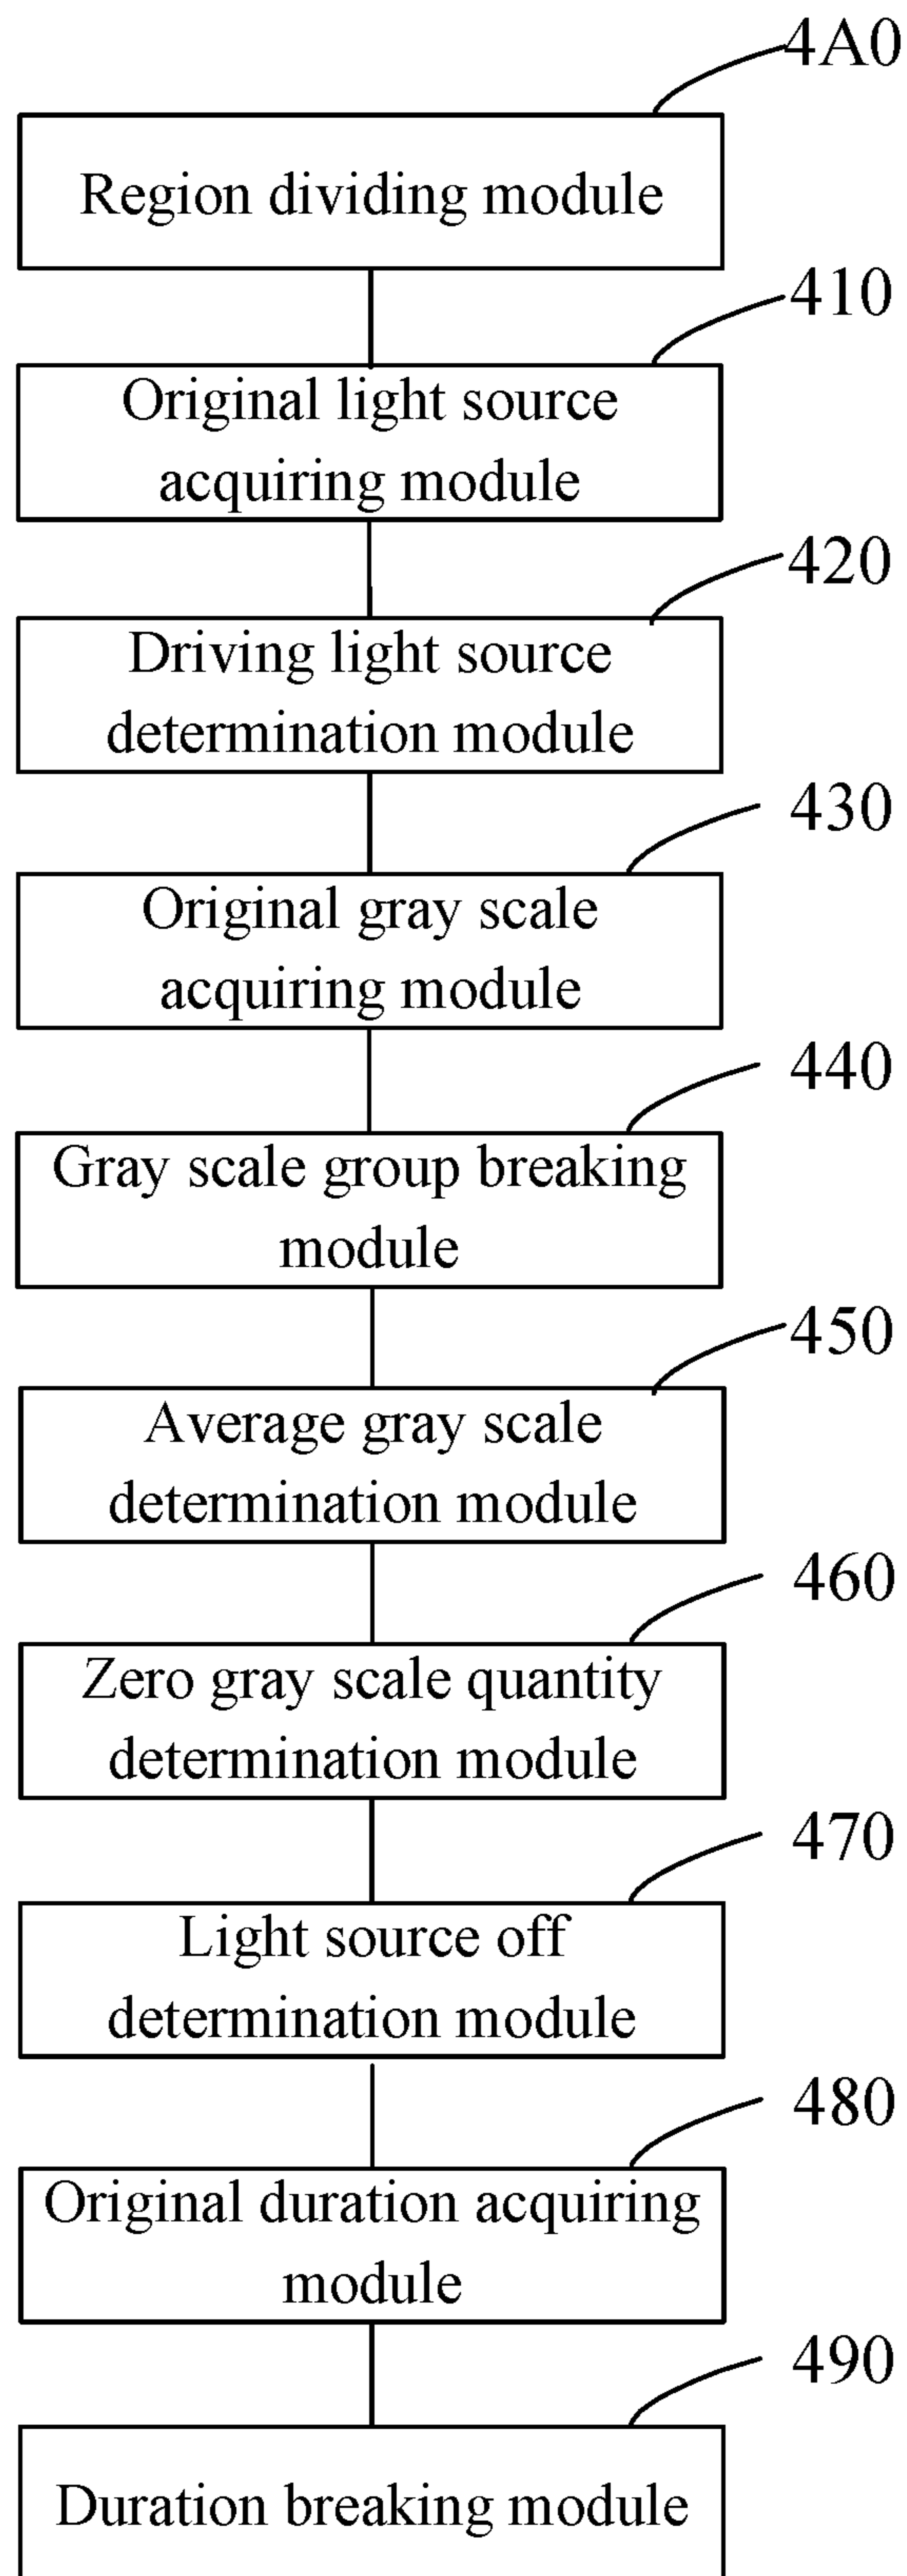 4A0
Region dividing module
410
Original light source
acquiring module
420
Driving light source
determination module
430
Original gray scale
acquiring module
440
Gray scale group breaking
module
450
Average gray scale
determination module
460
Zero gray scale quantity
determination module
470
Light source off
determination module
480
Original duration acquiring
module
490
Duration breaking module